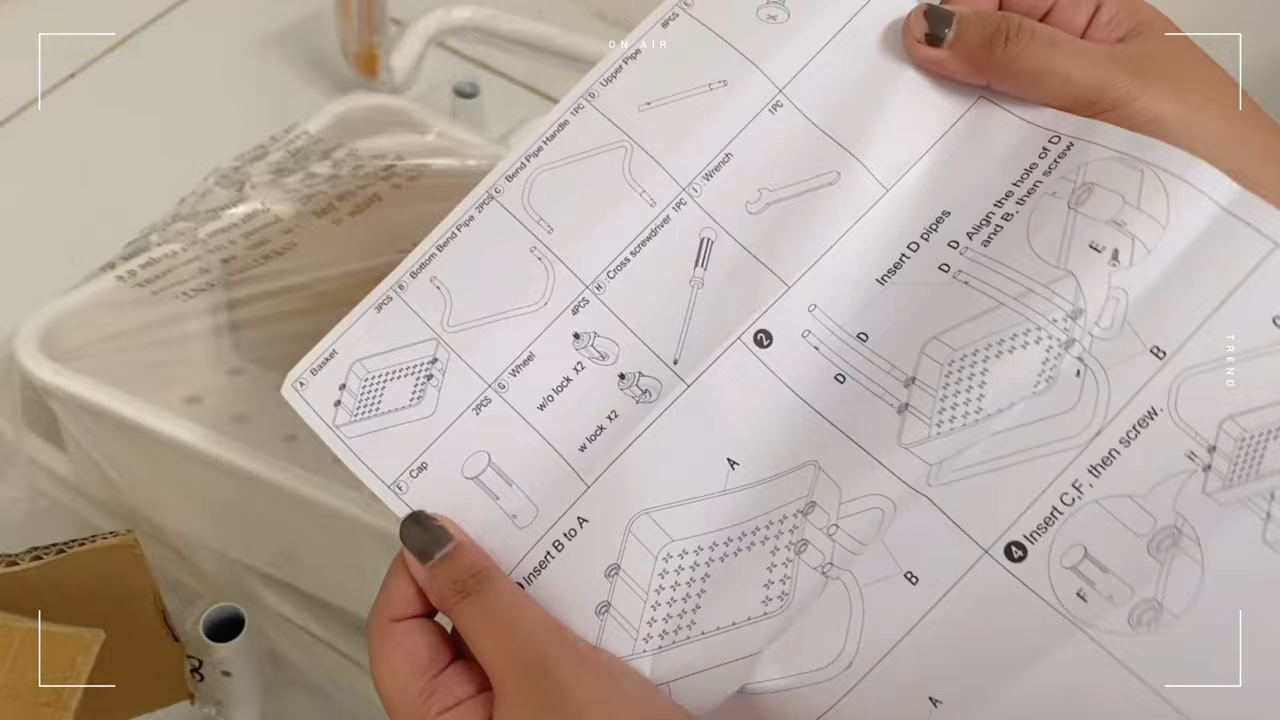 ON AIR
TREND
A : Basket
3PCS
B : Bottom Bend Pipe 2PCS
C : Bend Pipe Handle 1PC
D : Upper Pipe
8PCS
E
F : Cap
2PCS
G : Wheel
4PCS
w/o lock X2
w lock X2
H : Cross screwdriver 1PC
I : Wrench
1PC
Insert B to A
A
B
2
Insert D pipes
D
D
D
D
Align the hole of D
and B, then screw
E
B
4 Insert C,F, then screw.
F
A